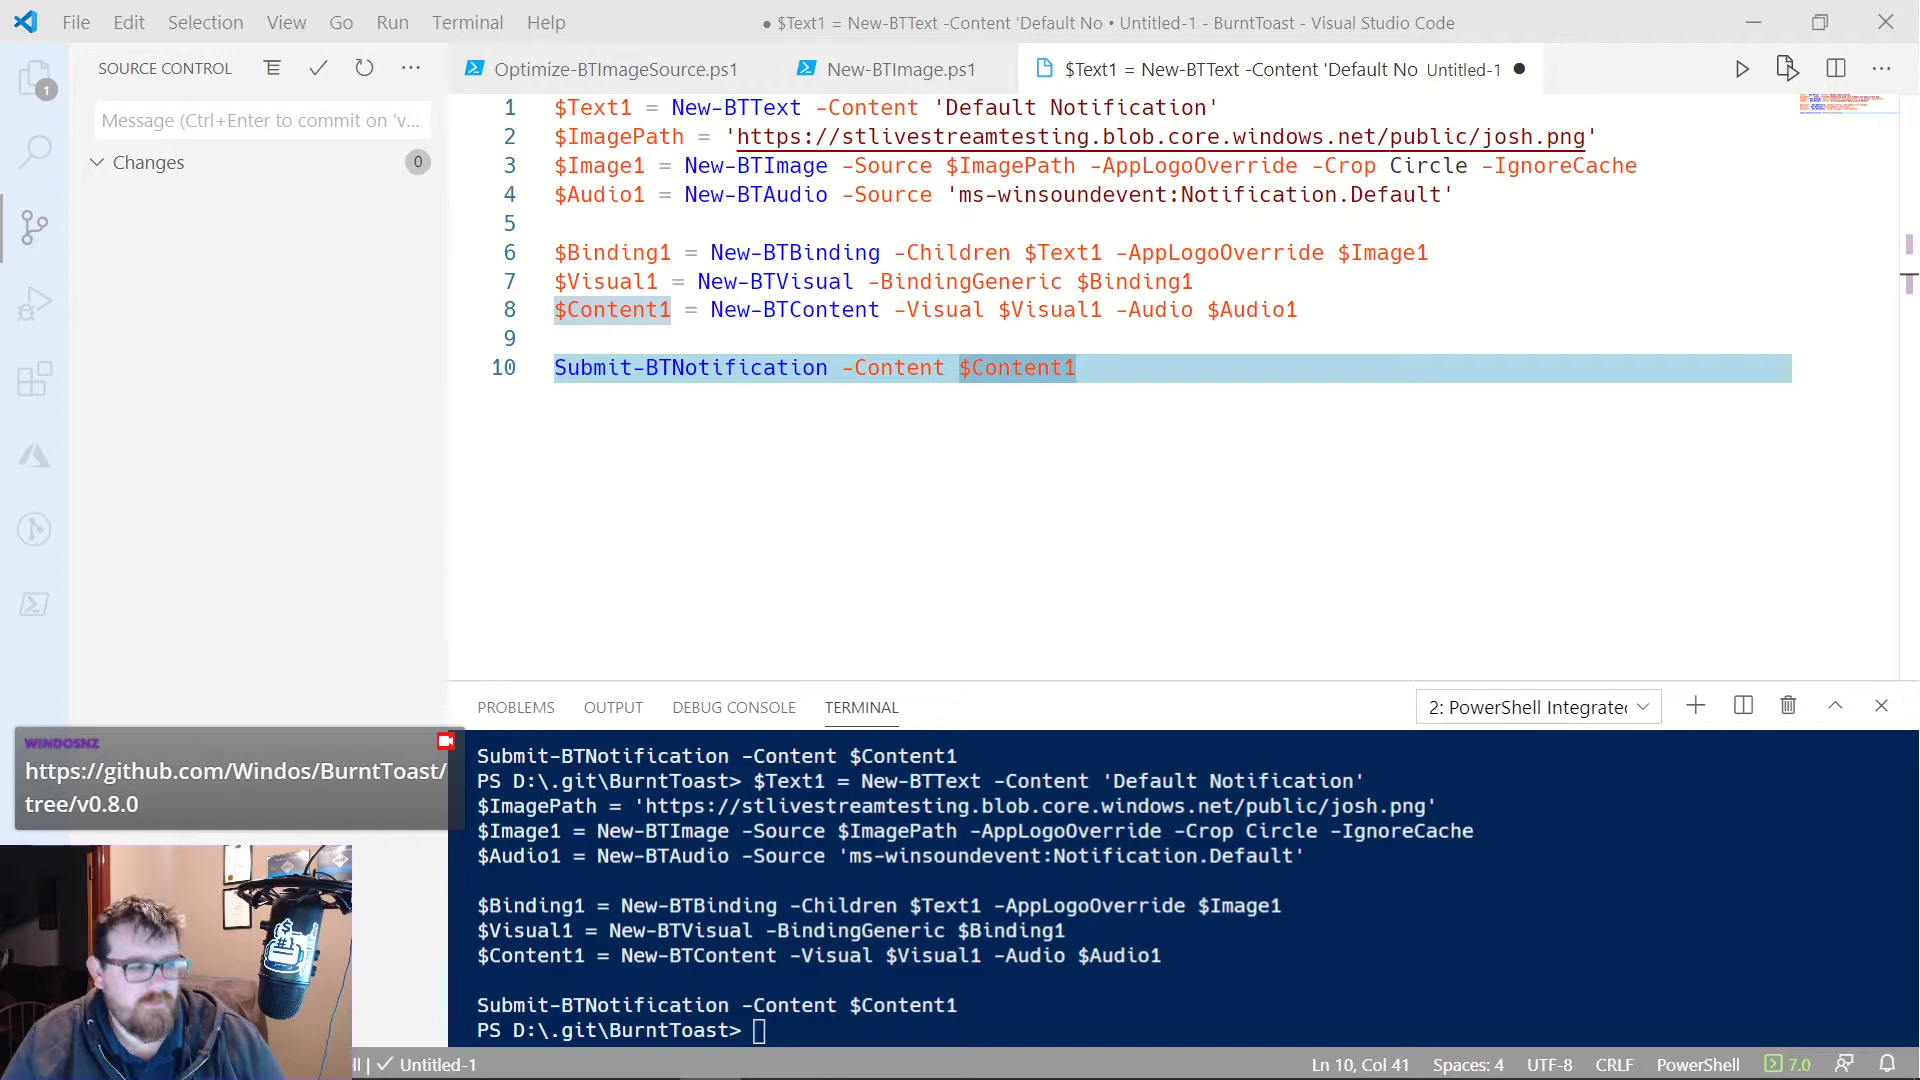 File Edit Selection View Go Run Terminal Help
● $Text1 = New-BTText -Content 'Default No • Untitled-1 - BurntToast - Visual Studio Code
SOURCE CONTROL
Optimize-BTImageSource.ps1
New-BTImage.ps1
$Text1 = New-BTText -Content 'Default No Untitled-1 ●
1
Message (Ctrl+Enter to commit on 'v...
Changes 0
1 $Text1 = New-BTText -Content 'Default Notification'
2 $ImagePath = 'https://stlivestreamtesting.blob.core.windows.net/public/josh.png'
3 $Image1 = New-BTImage -Source $ImagePath -AppLogoOverride -Crop Circle -IgnoreCache
4 $Audio1 = New-BTAudio -Source 'ms-winsoundevent:Notification.Default'
5
6 $Binding1 = New-BTBinding -Children $Text1 -AppLogoOverride $Image1
7 $Visual1 = New-BTVisual -BindingGeneric $Binding1
8 $Content1 = New-BTContent -Visual $Visual1 -Audio $Audio1
9
10 Submit-BTNotification -Content $Content1
PROBLEMS OUTPUT DEBUG CONSOLE TERMINAL
2: PowerShell Integrated
Submit-BTNotification -Content $Content1
PS D:\.git\BurntToast> $Text1 = New-BTText -Content 'Default Notification'
$ImagePath = 'https://stlivestreamtesting.blob.core.windows.net/public/josh.png'
$Image1 = New-BTImage -Source $ImagePath -AppLogoOverride -Crop Circle -IgnoreCache
$Audio1 = New-BTAudio -Source 'ms-winsoundevent:Notification.Default'
$Binding1 = New-BTBinding -Children $Text1 -AppLogoOverride $Image1
$Visual1 = New-BTVisual -BindingGeneric $Binding1
$Content1 = New-BTContent -Visual $Visual1 -Audio $Audio1
Submit-BTNotification -Content $Content1
PS D:\.git\BurntToast>
WINDOSNZ
https://github.com/Windos/BurntToast/
tree/v0.8.0
Untitled-1
Ln 10, Col 41 Spaces: 4 UTF-8 CRLF PowerShell 7.0